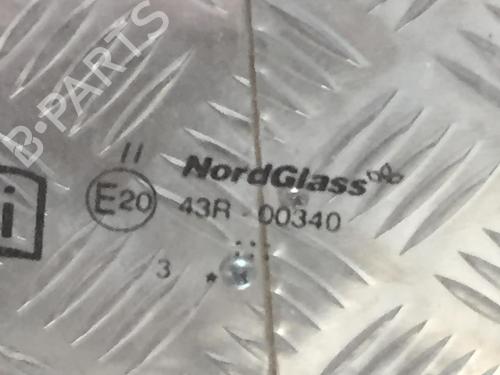 B-PARTS
II
NordGlass
E20 43R-00340
i
3